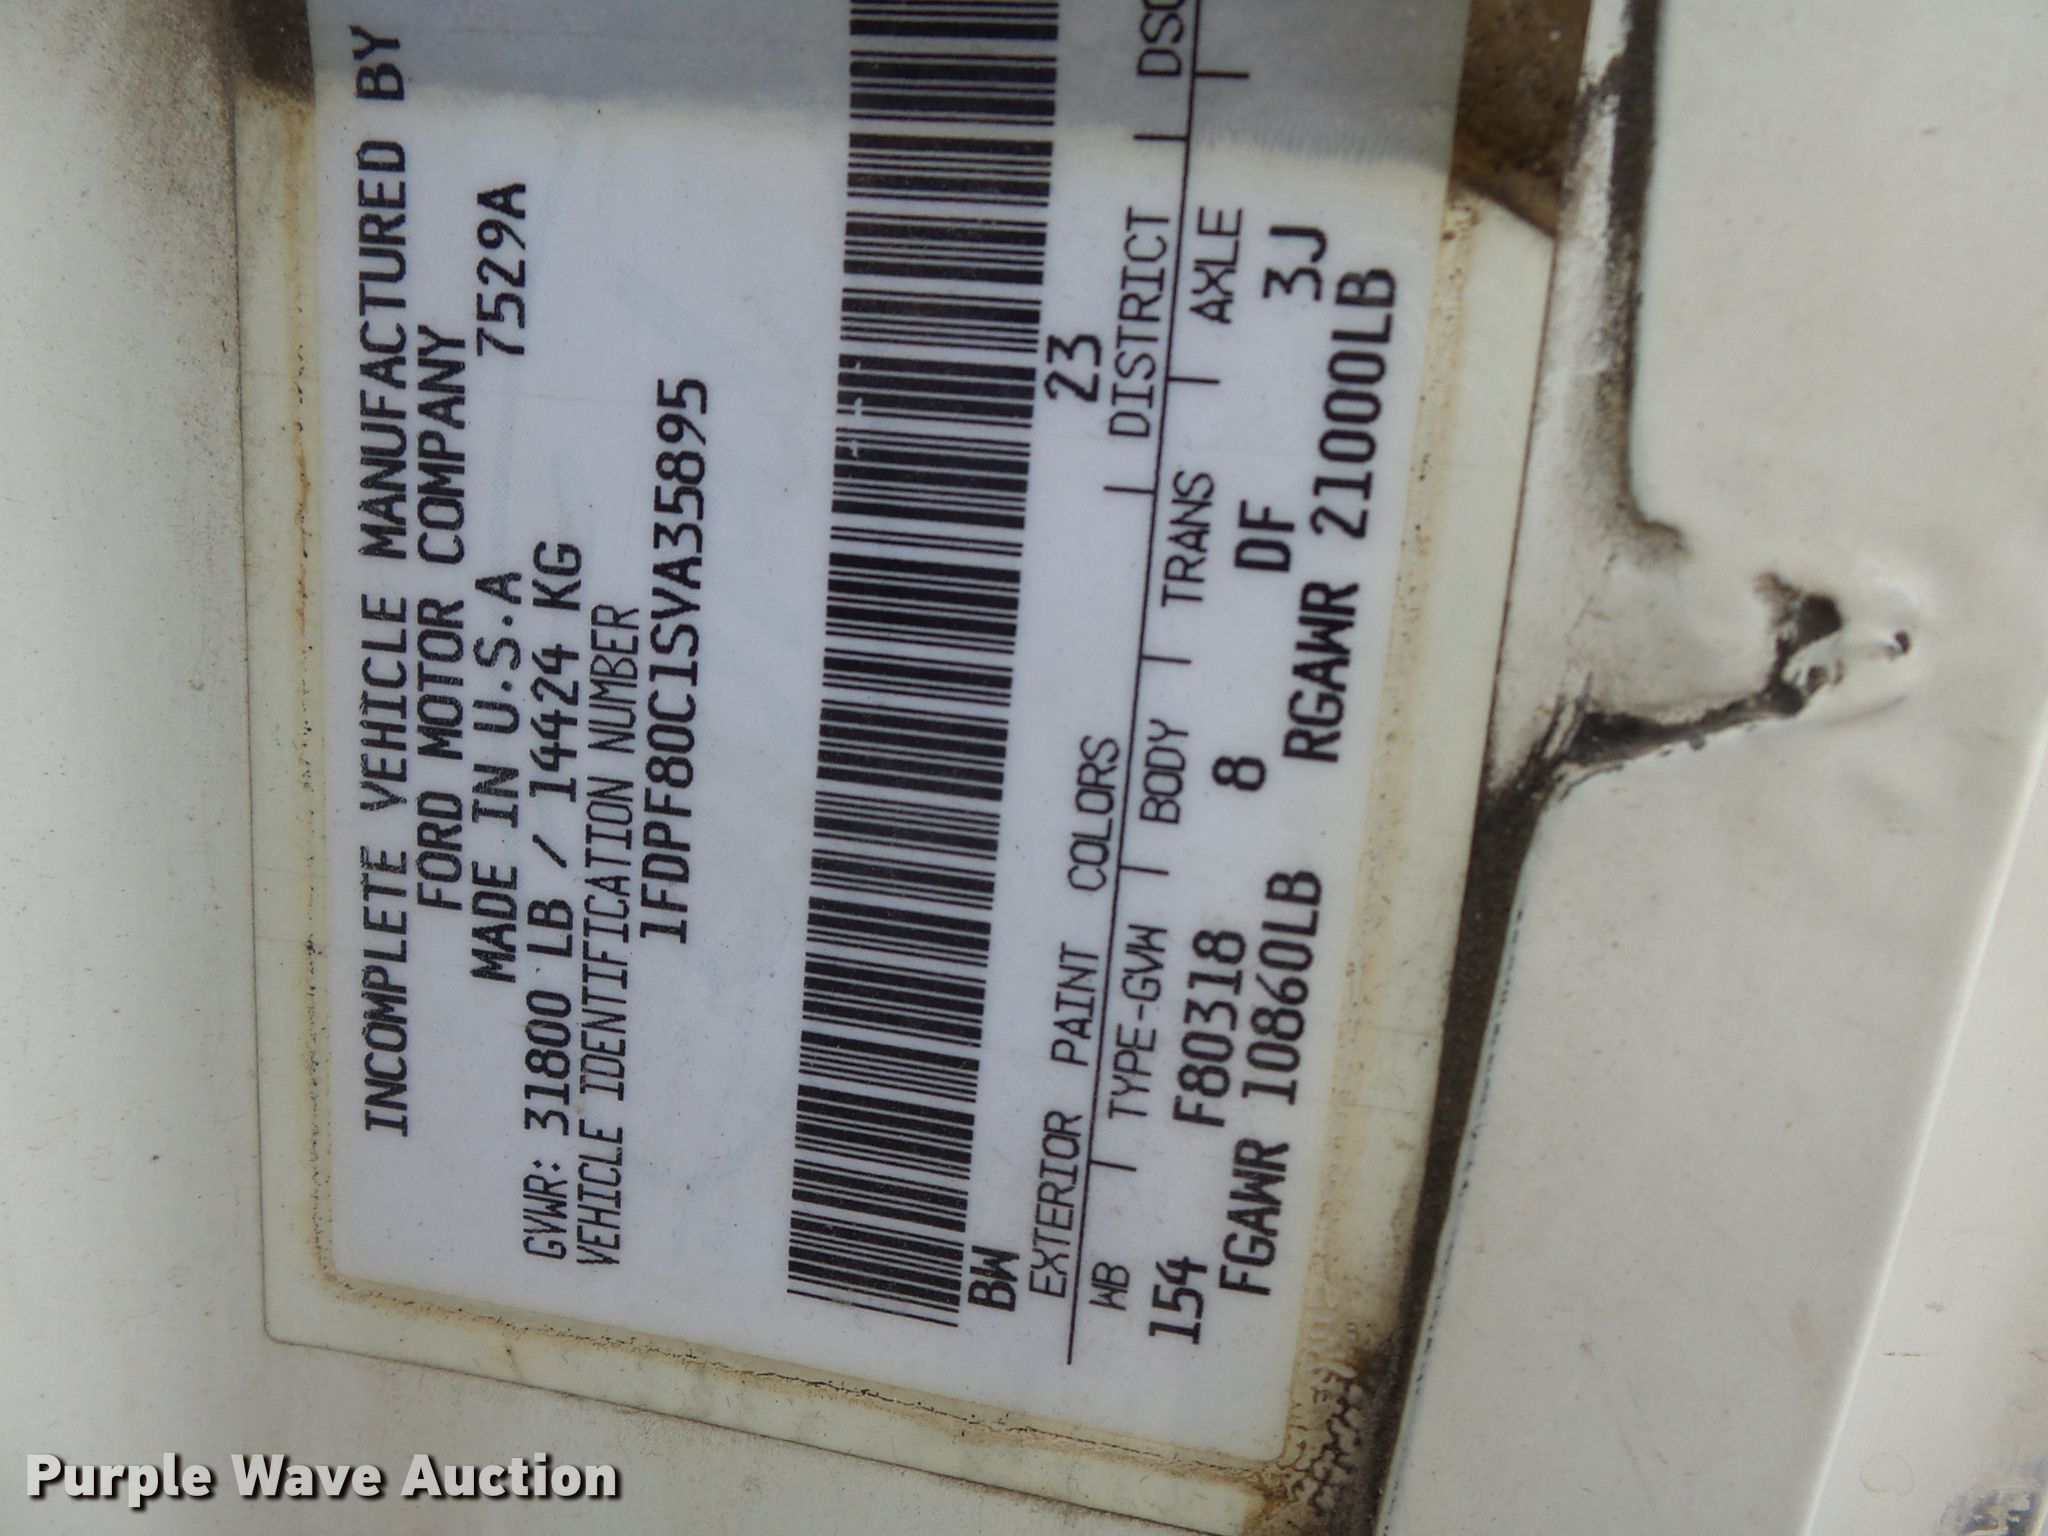 INCOMPLETE VEHICLE MANUFACTURED BY
FORD MOTOR COMPANY
MADE IN U.S.A 7529A
GVWR: 31800 LB / 14424 KG
VEHICLE IDENTIFICATION NUMBER
1FDPF80C1SVA35895
BW 23
EXTERIOR PAINT COLORS DISTRICT DSO
WB TYPE-GVW BODY TRANS AXLE
154 F80318 8 DF 3J
FGAWR 10860LB RGAWR 21000LB
Purple Wave Auction